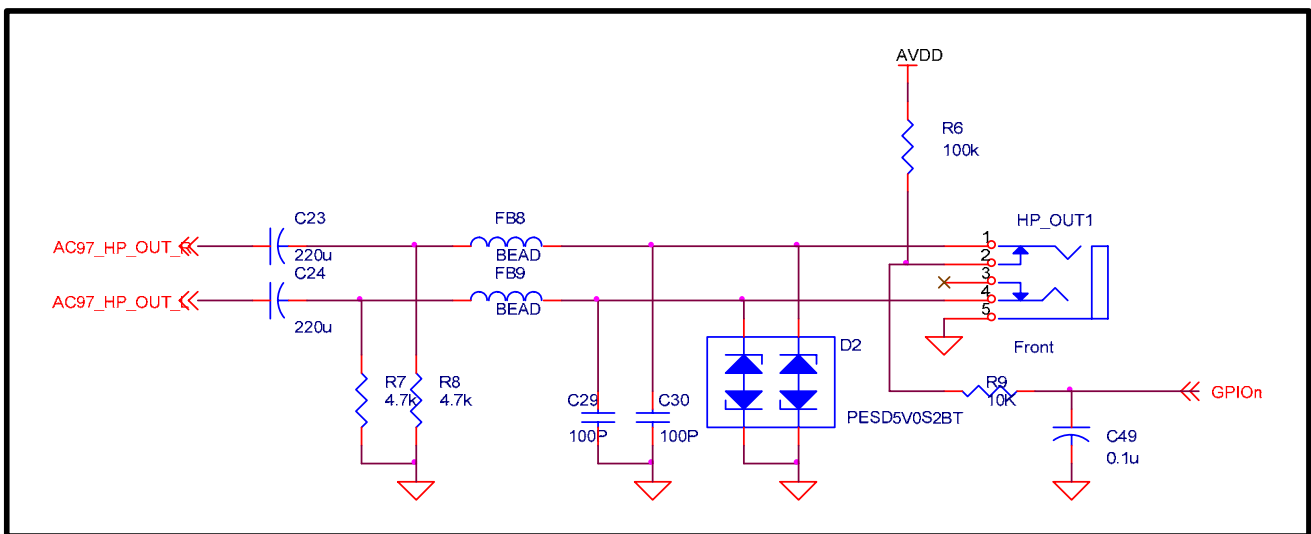 AVDD
R6
100k
C23
FB8
HP_OUT1
AC97_HP_OUT_
220u
BEAD
1
2
C24
FB9
3
AC97_HP_OUT_
220u
BEAD
4
5
D2
Front
R7
4.7k
R8
4.7k
C29
100P
C30
100P
PESD5V0S2BT
R9
10K
GPIOn
C49
0.1u